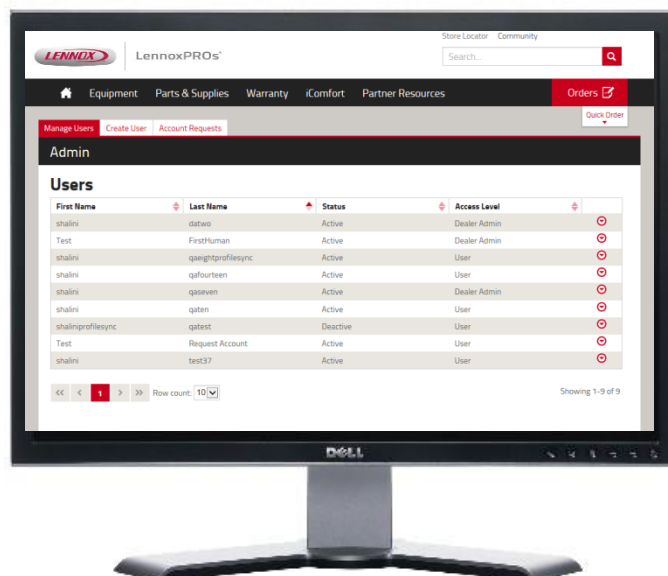 Store Locator Community
LENNOX LennoxPROs
Search...
Equipment Parts & Supplies Warranty iComfort Partner Resources Orders
Quick Order
Manage Users Create User Account Requests
Admin
Users
First Name Last Name Status Access Level
shalini qatwo Active Dealer Admin
Test FirstHuman Active Dealer Admin
shalini qaeightprofilesync Active User
shalini qafourteen Active User
shalini qaseven Active Dealer Admin
shalini qaten Active User
shaliniprofilesync qatest Deactive User
Test Request Account Active User
shalini test37 Active User
<< < 1 > >> Row count: 10 Showing 1-9 of 9
DELL